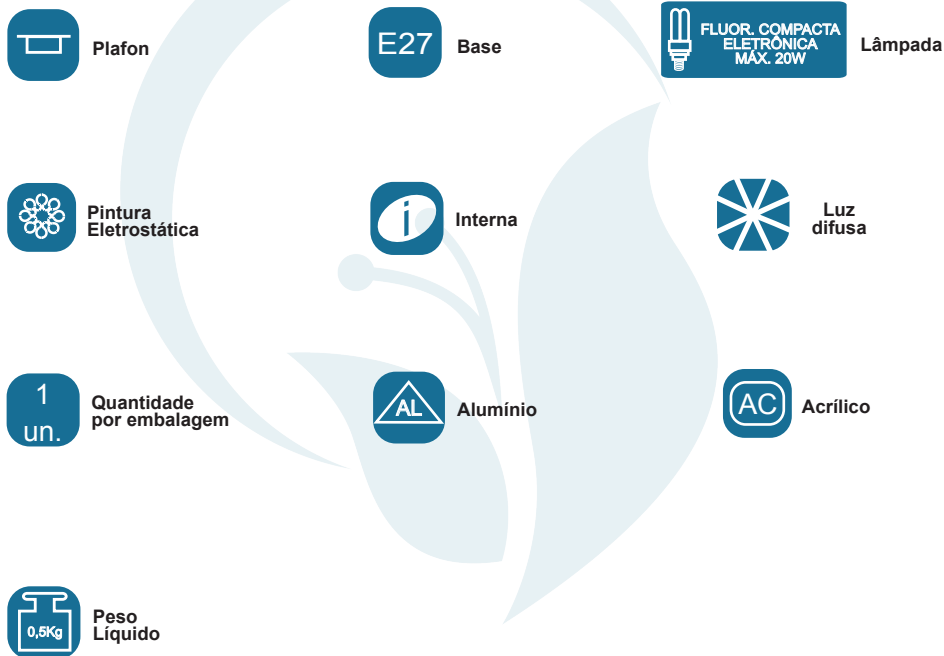 Plafon
E27
Base
FLUOR. COMPACTA
ELETRÔNICA
MÁX. 20W
Lâmpada
Pintura
Eletrostática
i
Interna
Luz
difusa
1
un.
Quantidade
por embalagem
AL
Alumínio
AC
Acrílico
0,5Kg
Peso
Líquido